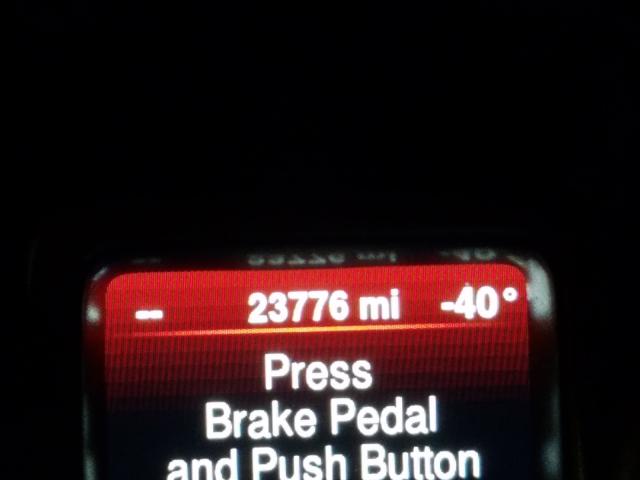 -- 23776 mi -40°
Press
Brake Pedal
and Push Button